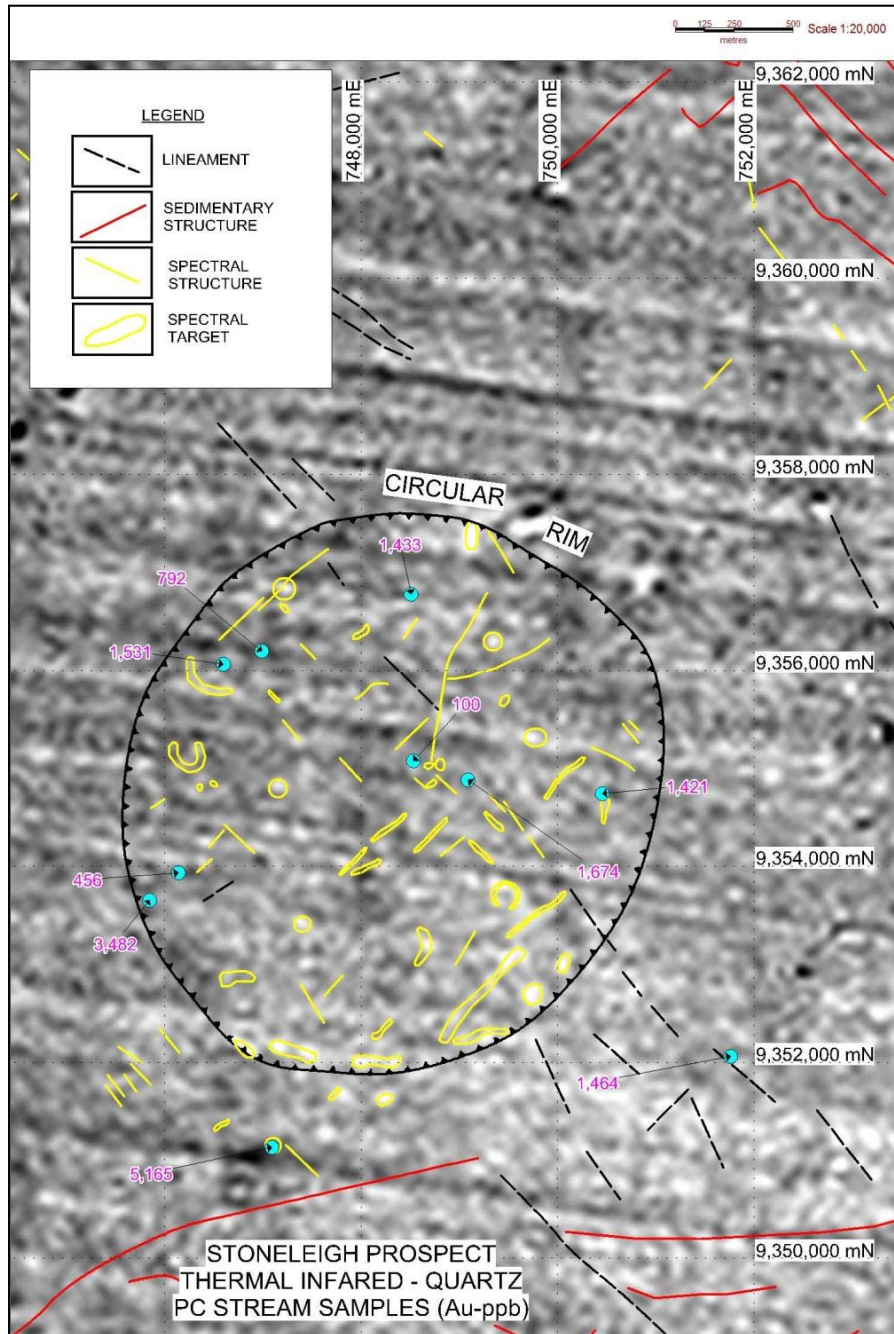 0 125 250 500
metres
Scale 1:20,000
9,362,000 mN
LEGEND
LINEAMENT
SEDIMENTARY
STRUCTURE
SPECTRAL
STRUCTURE
SPECTRAL
TARGET
748,000 mE
750,000 mE
752,000 mE
9,360,000 mN
9,358,000 mN
CIRCULAR
RIM
1,433
792
1,531
9,356,000 mN
100
1,421
1,674
9,354,000 mN
456
3,482
9,352,000 mN
1,464
5,165
9,350,000 mN
STONELEIGH PROSPECT
THERMAL INFARED - QUARTZ
PC STREAM SAMPLES (Au-ppb)